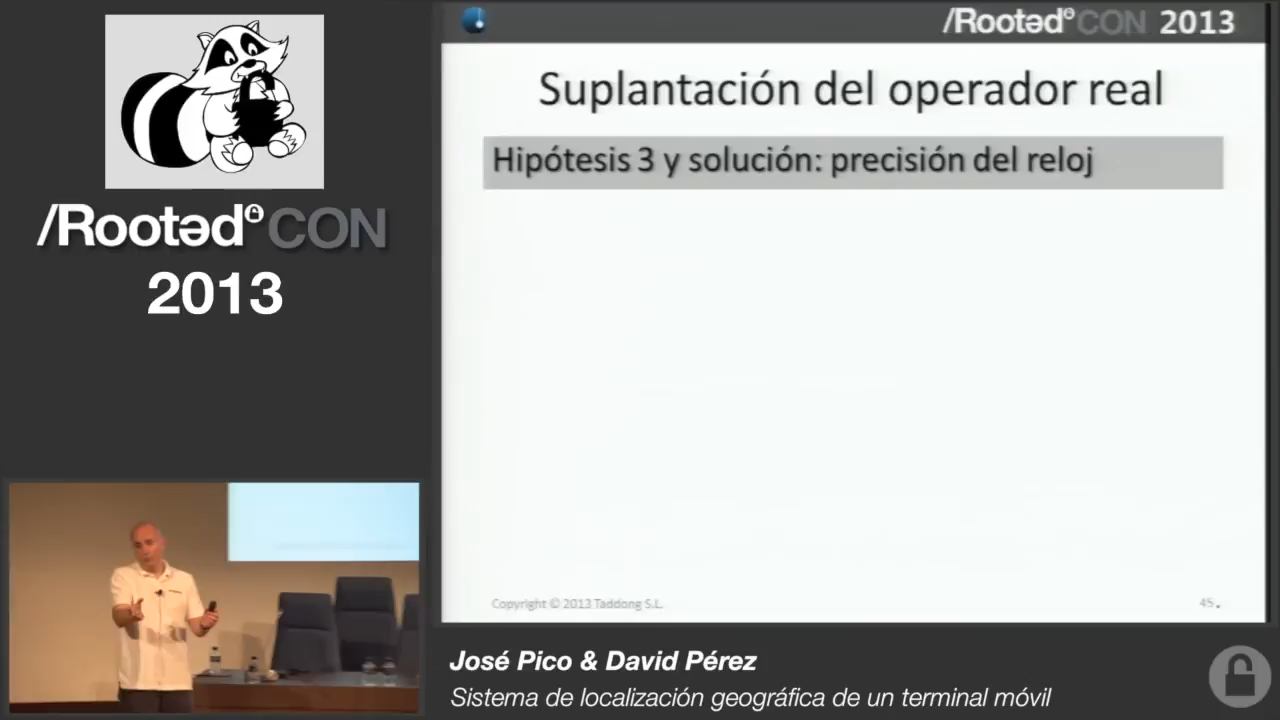 /Rootəd CON
2013
/Rootəd CON 2013
Suplantación del operador real
Hipótesis 3 y solución: precisión del reloj
Copyright © 2013 Taddong S.L.
45.
José Pico & David Pérez
Sistema de localización geográfica de un terminal móvil